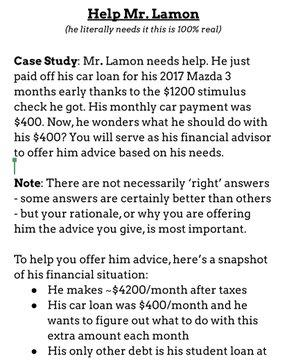 Help Mr. Lamon
(he literally needs it this is 100% real)
Case Study: Mr. Lamon needs help. He just
paid off his car loan for his 2017 Mazda 3
months early thanks to the $1200 stimulus
check he got. His monthly car payment was
$400. Now, he wonders what he should do with
his $400? You will serve as his financial advisor
to offer him advice based on his needs.
Note: There are not necessarily ‘right’ answers
- some answers are certainly better than others
- but your rationale, or why you are offering
him the advice you give, is most important.
To help you offer him advice, here’s a snapshot
of his financial situation:
● He makes ~$4200/month after taxes
● His car loan was $400/month and he
wants to figure out what to do with this
extra amount each month
● His only other debt is his student loan at